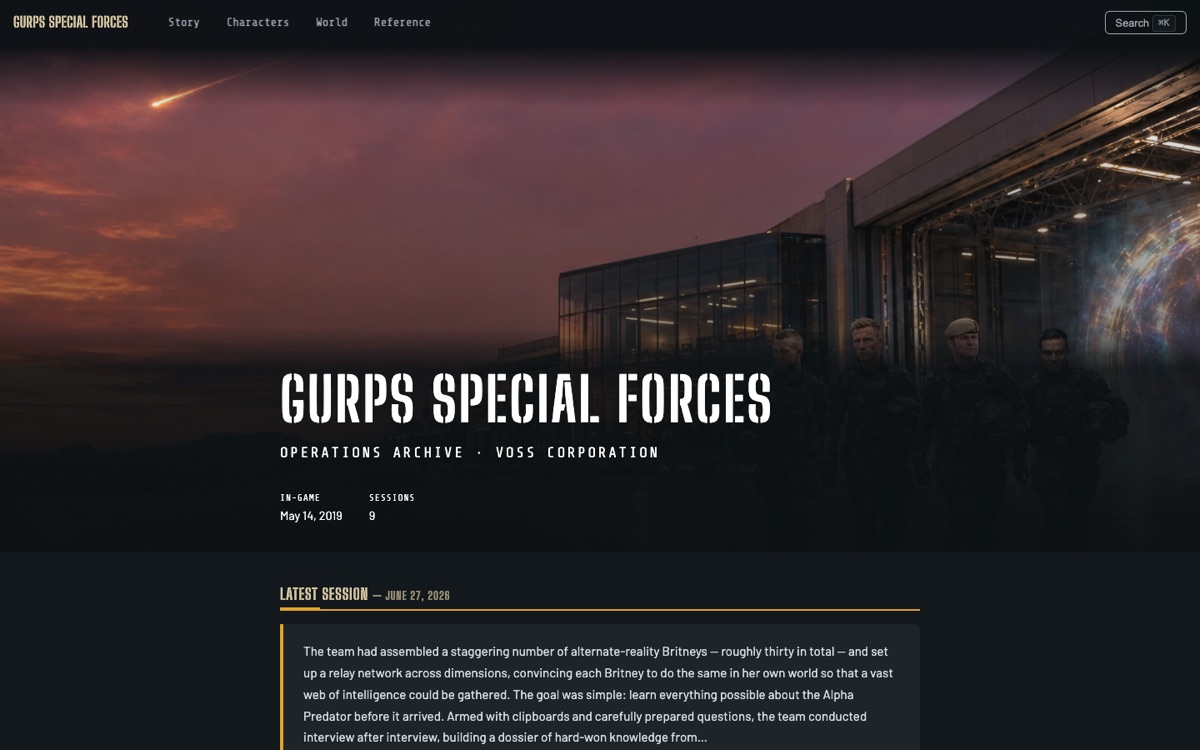 GURPS SPECIAL FORCES
Story
Characters
World
Reference
Search ⌘K
GURPS SPECIAL FORCES
OPERATIONS ARCHIVE · VOSS CORPORATION
IN-GAME
May 14, 2019
SESSIONS
9
LATEST SESSION — JUNE 27, 2026
The team had assembled a staggering number of alternate-reality Britneys — roughly thirty in total — and set
up a relay network across dimensions, convincing each Britney to do the same in her own world so that a vast
web of intelligence could be gathered. The goal was simple: learn everything possible about the Alpha
Predator before it arrived. Armed with clipboards and carefully prepared questions, the team conducted
interview after interview, building a dossier of hard-won knowledge from...